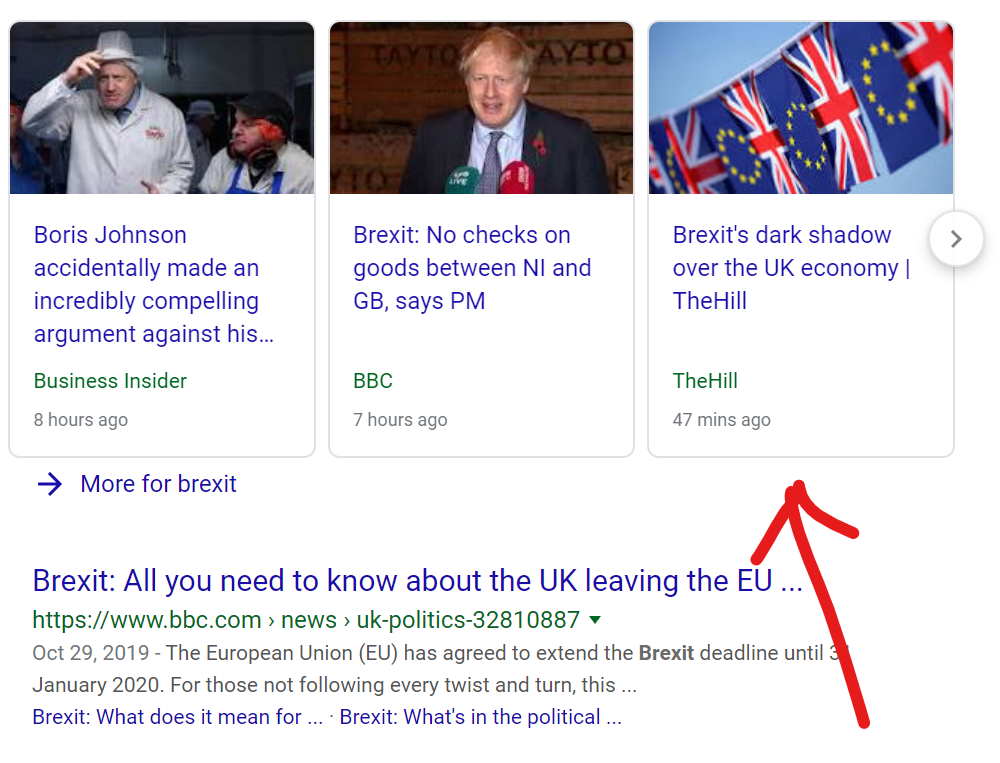 TAYTO TAYTO
Boris Johnson
accidentally made an
incredibly compelling
argument against his...
Business Insider
8 hours ago
Brexit: No checks on
goods between NI and
GB, says PM
BBC
7 hours ago
Brexit's dark shadow
over the UK economy |
TheHill
TheHill
47 mins ago
More for brexit
Brexit: All you need to know about the UK leaving the EU ...
https://www.bbc.com › news › uk-politics-32810887
Oct 29, 2019 - The European Union (EU) has agreed to extend the Brexit deadline until 31
January 2020. For those not following every twist and turn, this ...
Brexit: What does it mean for ... · Brexit: What's in the political ...